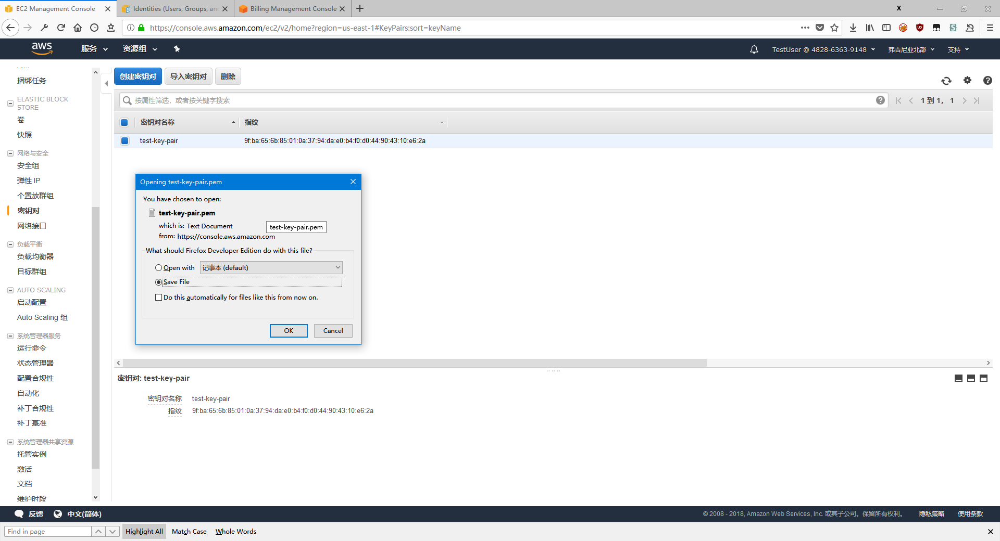 EC2 Management Console
Identities (Users, Groups, an
Billing Management Console
X
https://console.aws.amazon.com/ec2/v2/home?region=us-east-1#KeyPairs:sort=keyName
aws
服务
资源组
TestUser @ 4828-6363-9148
弗吉尼亚北部
支持
捆绑任务
ELASTIC BLOCK
STORE
卷
快照
网络与安全
安全组
弹性 IP
个置放群组
密钥对
网络接口
负载平衡
负载均衡器
目标群组
AUTO SCALING
启动配置
Auto Scaling 组
系统管理器服务
运行命令
状态管理器
配置合规性
自动化
补丁合规性
补丁基准
系统管理器共享资源
托管实例
激活
文档
维护时段
创建密钥对
导入密钥对
删除
按属性筛选，或者按关键字搜索
1 到 1， 1
密钥对名称
指纹
test-key-pair
9f:ba:65:6b:85:01:0a:37:94:da:e0:b4:f0:d0:44:90:43:10:e6:2a
Opening test-key-pair.pem
You have chosen to open:
test-key-pair.pem
which is: Text Document
test-key-pair.pem
from: https://console.aws.amazon.com
What should Firefox Developer Edition do with this file?
Open with
记事本 (default)
Save File
Do this automatically for files like this from now on.
OK
Cancel
密钥对: test-key-pair
密钥对名称
test-key-pair
指纹
9f:ba:65:6b:85:01:0a:37:94:da:e0:b4:f0:d0:44:90:43:10:e6:2a
反馈
中文(简体)
© 2008 - 2018, Amazon Web Services, Inc. 或其子公司。保留所有权利。
隐私策略
使用条款
Find in page
Highlight All
Match Case
Whole Words